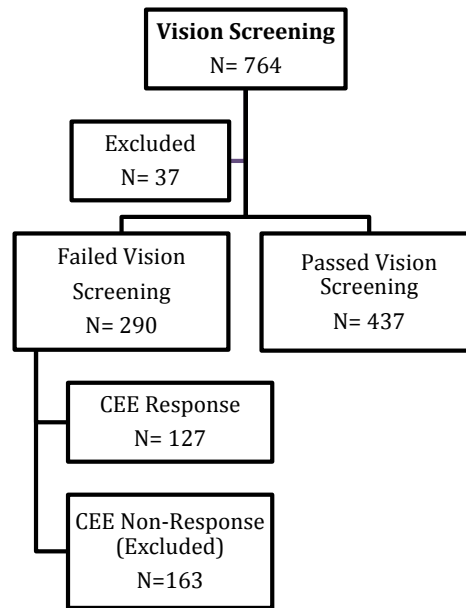 Vision Screening
N= 764
Excluded
N= 37
Failed Vision
Screening
N= 290
Passed Vision
Screening
N= 437
CEE Response
N= 127
CEE Non-Response
(Excluded)
N=163